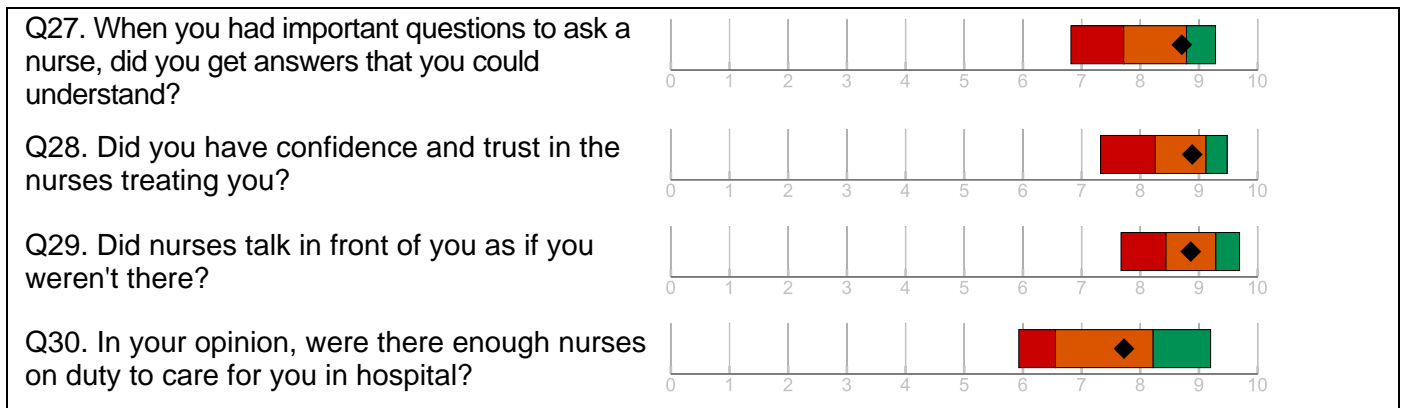 Q27. When you had important questions to ask a
nurse, did you get answers that you could
understand?
0 1 2 3 4 5 6 7 8 9 10
Q28. Did you have confidence and trust in the
nurses treating you?
0 1 2 3 4 5 6 7 8 9 10
Q29. Did nurses talk in front of you as if you
weren't there?
0 1 2 3 4 5 6 7 8 9 10
Q30. In your opinion, were there enough nurses
on duty to care for you in hospital?
0 1 2 3 4 5 6 7 8 9 10